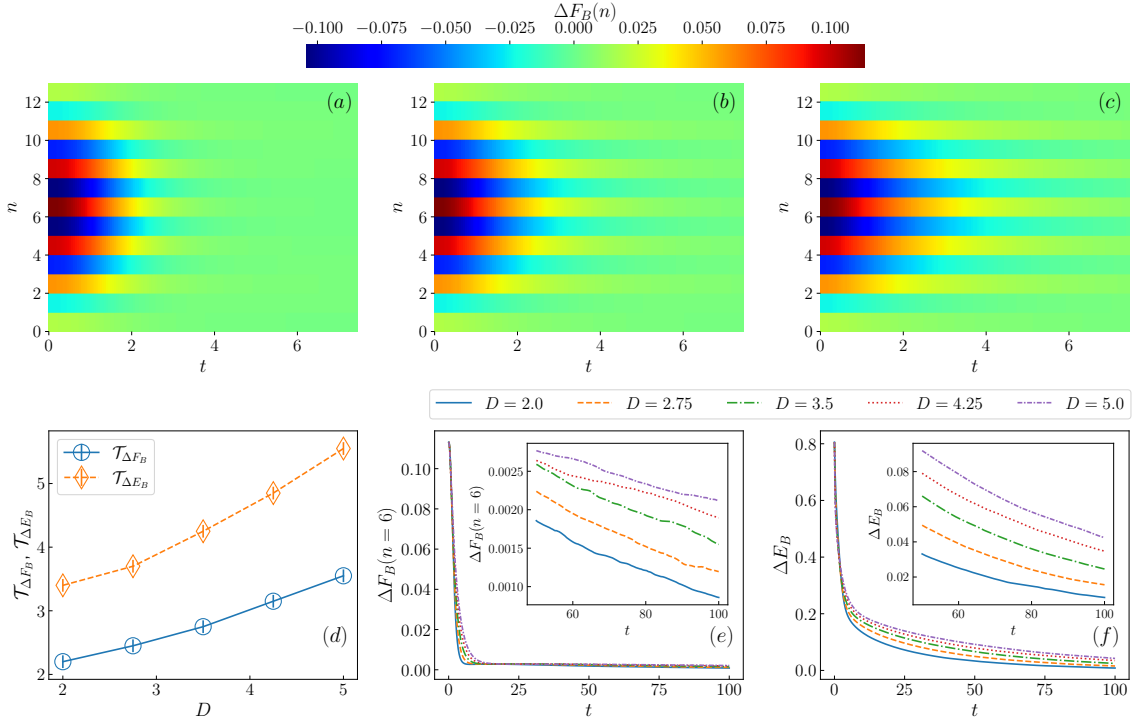 ΔF_B(n)
−0.100 −0.075 −0.050 −0.025 0.000 0.025 0.050 0.075 0.100
(a)
n
12
10
8
6
4
2
0
0 2 4 6
t
(b)
n
12
10
8
6
4
2
0
0 2 4 6
t
(c)
n
12
10
8
6
4
2
0
0 2 4 6
t
D = 2.0 D = 2.75 D = 3.5 D = 4.25 D = 5.0
𝒯_{ΔF_B}
𝒯_{ΔE_B}
𝒯_{ΔF_B}, 𝒯_{ΔE_B}
5
4
3
2
(d)
2 3 4 5
D
ΔF_B(n = 6)
0.10
0.08
0.06
0.04
0.02
0.00
ΔF_B(n = 6)
0.0025
0.0020
0.0015
0.0010
60 80 100
t
(e)
0 25 50 75 100
t
ΔE_B
0.8
0.6
0.4
0.2
0.0
ΔE_B
0.08
0.06
0.04
0.02
60 80 100
t
(f)
0 25 50 75 100
t